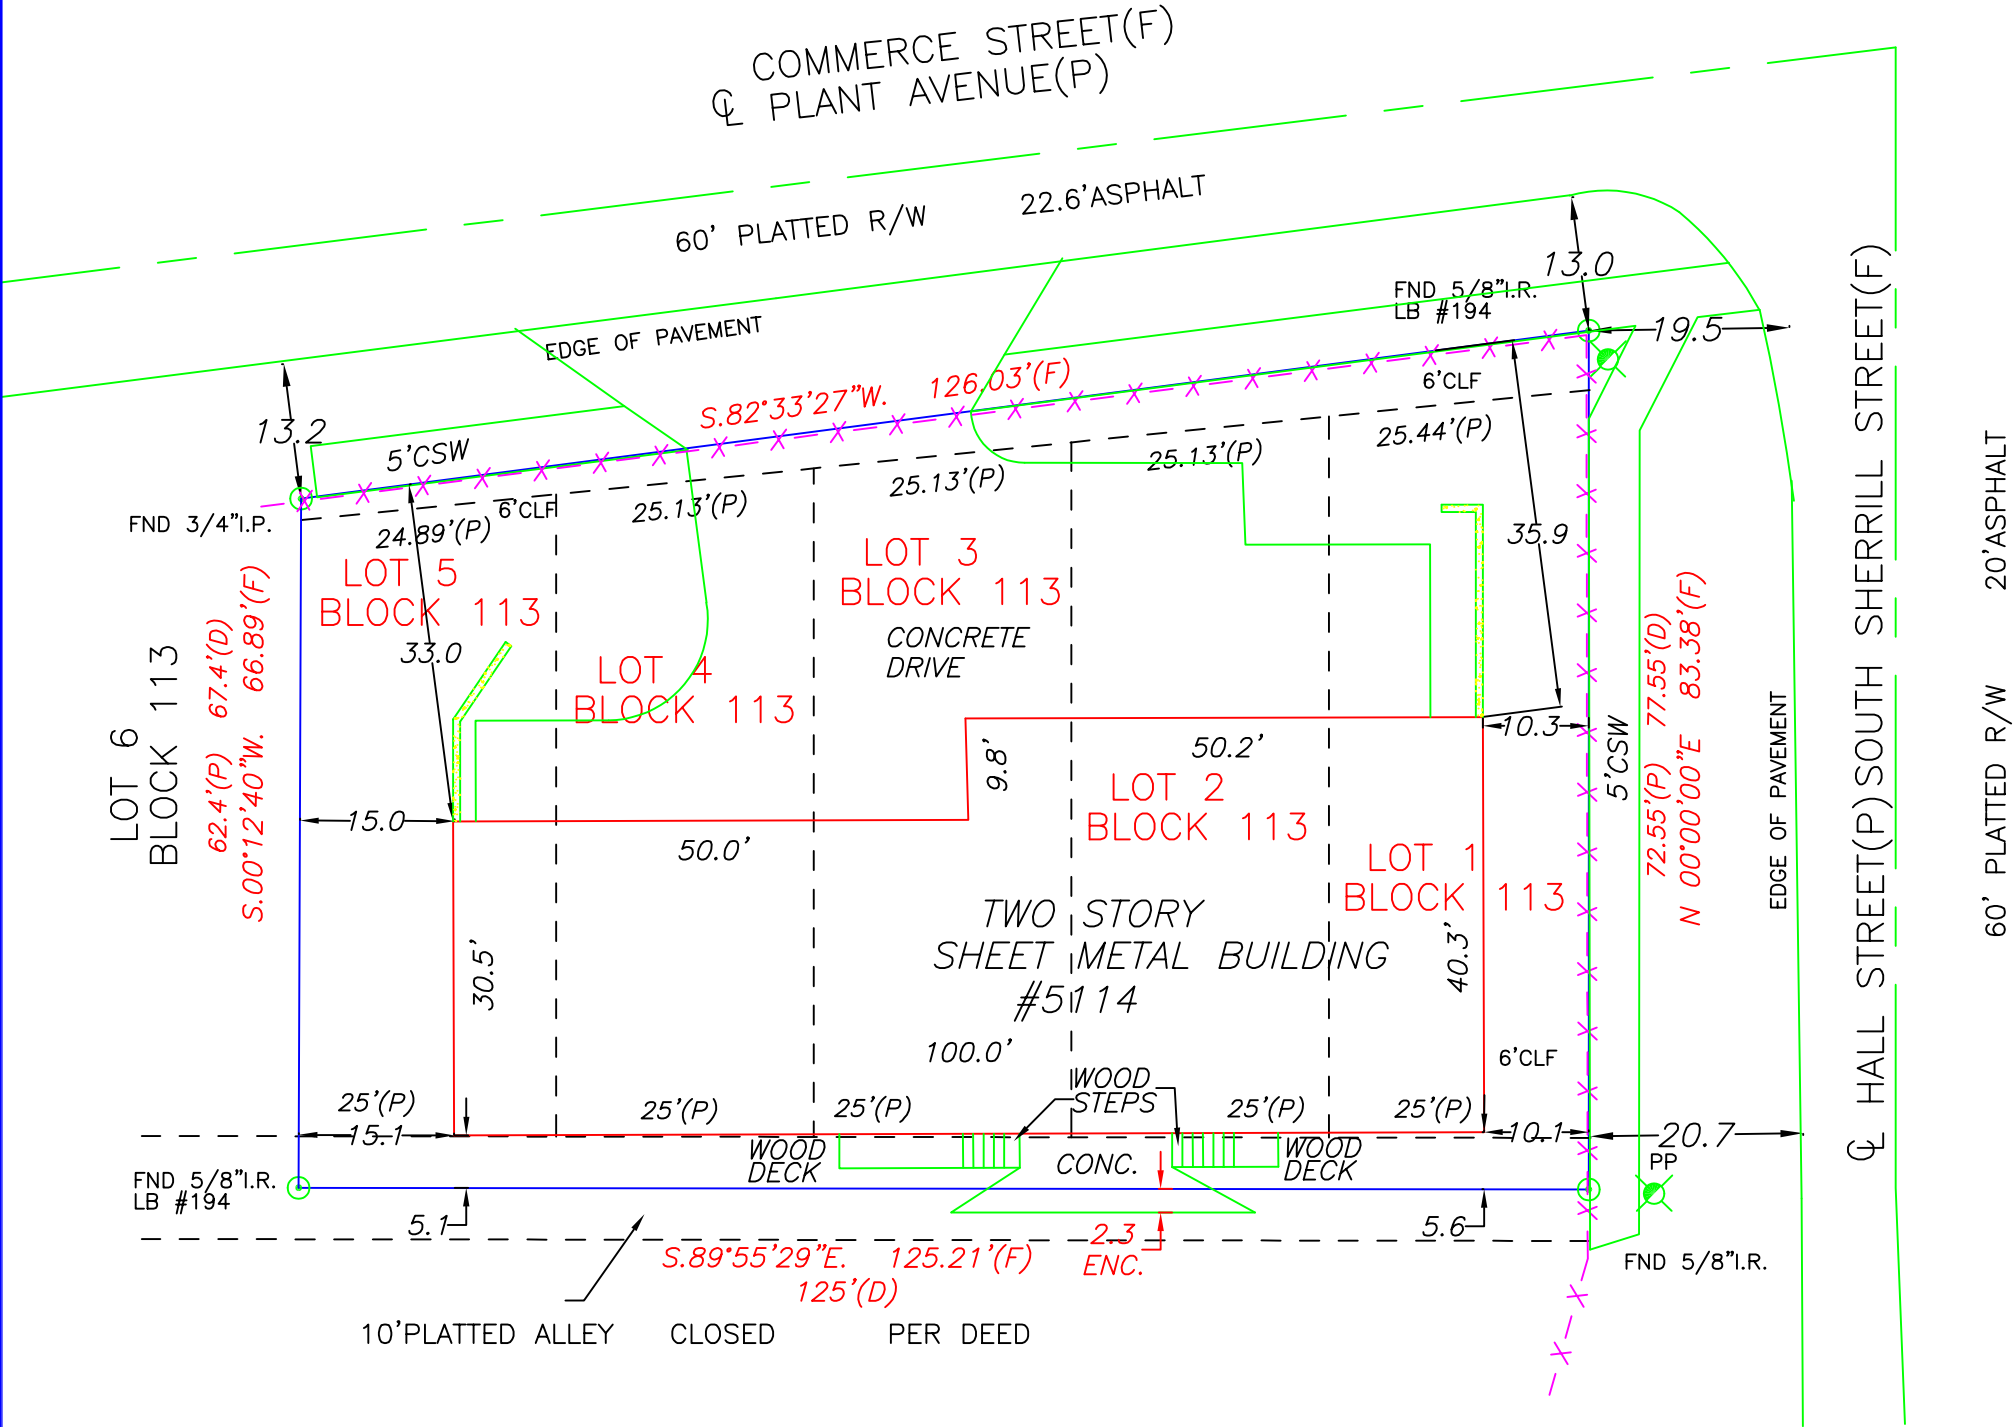 COMMERCE STREET(F)
℄ PLANT AVENUE(P)
60' PLATTED R/W
22.6'ASPHALT
13.0
FND 5/8"I.R.
LB #194
19.5
EDGE OF PAVEMENT
S.82°33'27"W. 126.03'(F)
6'CLF
13.2
5'CSW
25.44'(P)
25.13'(P)
25.13'(P)
25.13'(P)
24.89'(P)
6'CLF
FND 3/4"I.P.
35.9
LOT 5
BLOCK 113
LOT 3
BLOCK 113
CONCRETE
DRIVE
33.0
LOT 4
BLOCK 113
LOT 6
BLOCK 113
62.4'(P) 67.4'(D)
S.00°12'40"W. 66.89'(F)
10.3
50.2'
9.8'
LOT 2
BLOCK 113
15.0
50.0'
LOT 1
BLOCK 113
TWO STORY
SHEET METAL BUILDING
#5114
30.5'
40.3'
100.0'
6'CLF
WOOD
STEPS
25'(P)
25'(P)
25'(P)
25'(P)
25'(P)
15.1
10.1
20.7
WOOD
DECK
CONC.
WOOD
DECK
PP
FND 5/8"I.R.
LB #194
5.1
5.6
2.3
ENC.
S.89°55'29"E. 125.21'(F)
125'(D)
FND 5/8"I.R.
10'PLATTED ALLEY CLOSED PER DEED
5'CSW
72.55'(P) 77.55'(D)
N 00°00'00"E 83.38'(F)
EDGE OF PAVEMENT
℄ HALL STREET(P)SOUTH SHERRILL STREET(F)
60' PLATTED R/W 20'ASPHALT